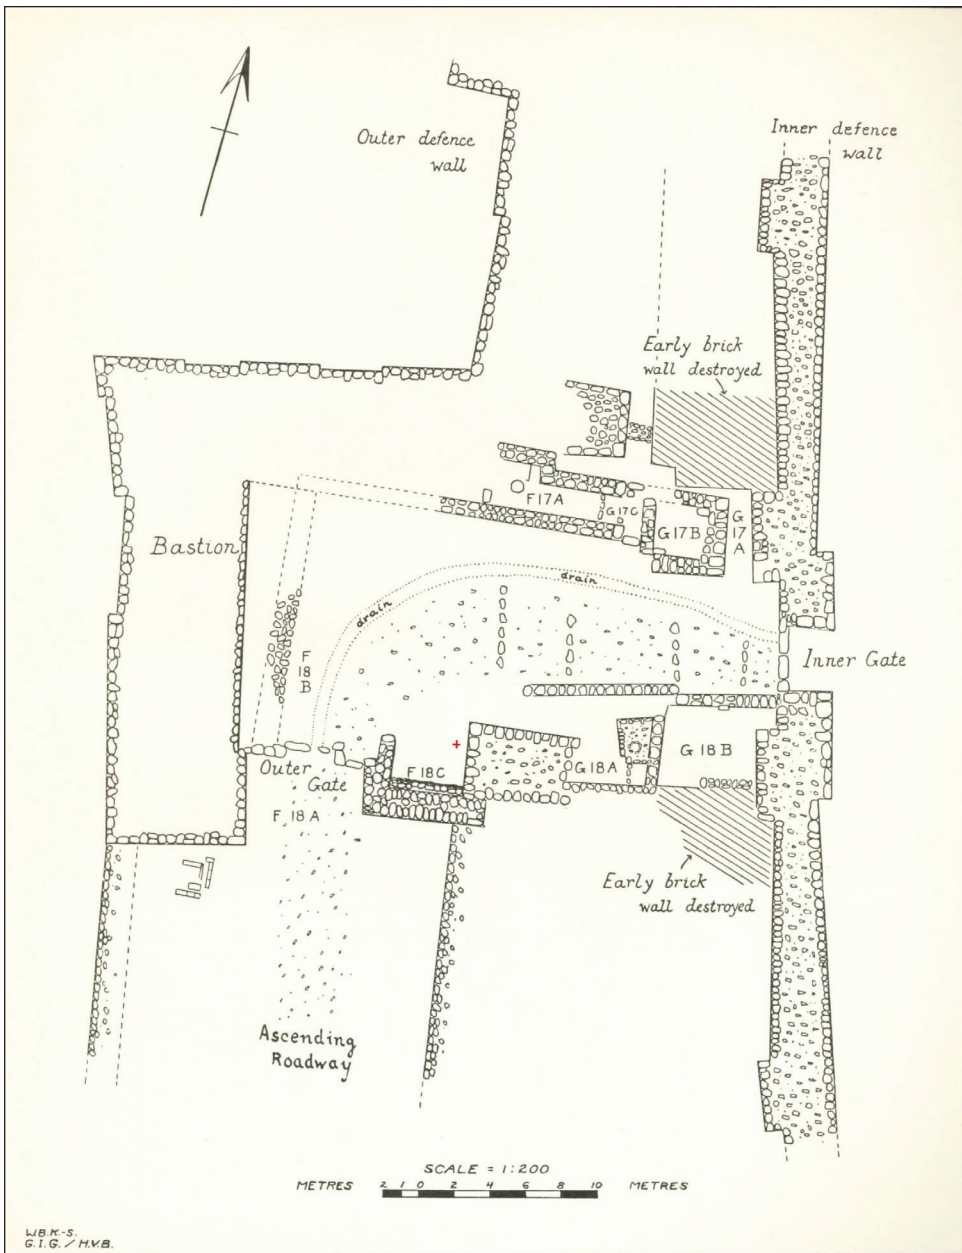 Outer defence
wall
Inner defence
wall
Early brick
wall destroyed
F17A
G17C
G17B
G
17
A
Bastion
drain
drain
F
18
B
Inner Gate
Outer
Gate
F18C
G18A
G18B
F 18A
Early brick
wall destroyed
Ascending
Roadway
SCALE = 1:200
METRES 2 1 0 2 4 6 8 10 METRES
W.B.K.-S.
G.I.G. / H.V.B.